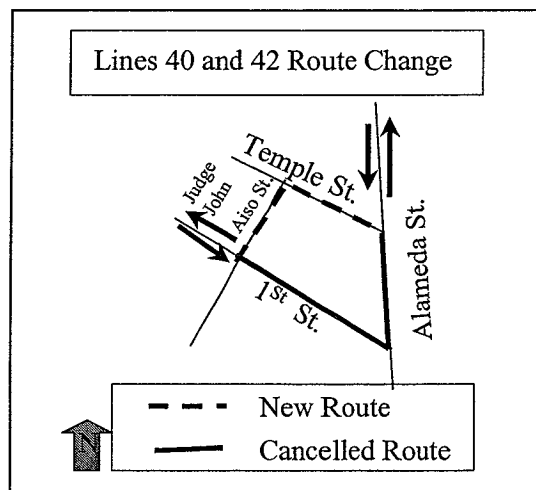 Lines 40 and 42 Route Change
Temple St.
Judge
John
Aiso St.
Alameda St.
1St St.
New Route
N
Cancelled Route